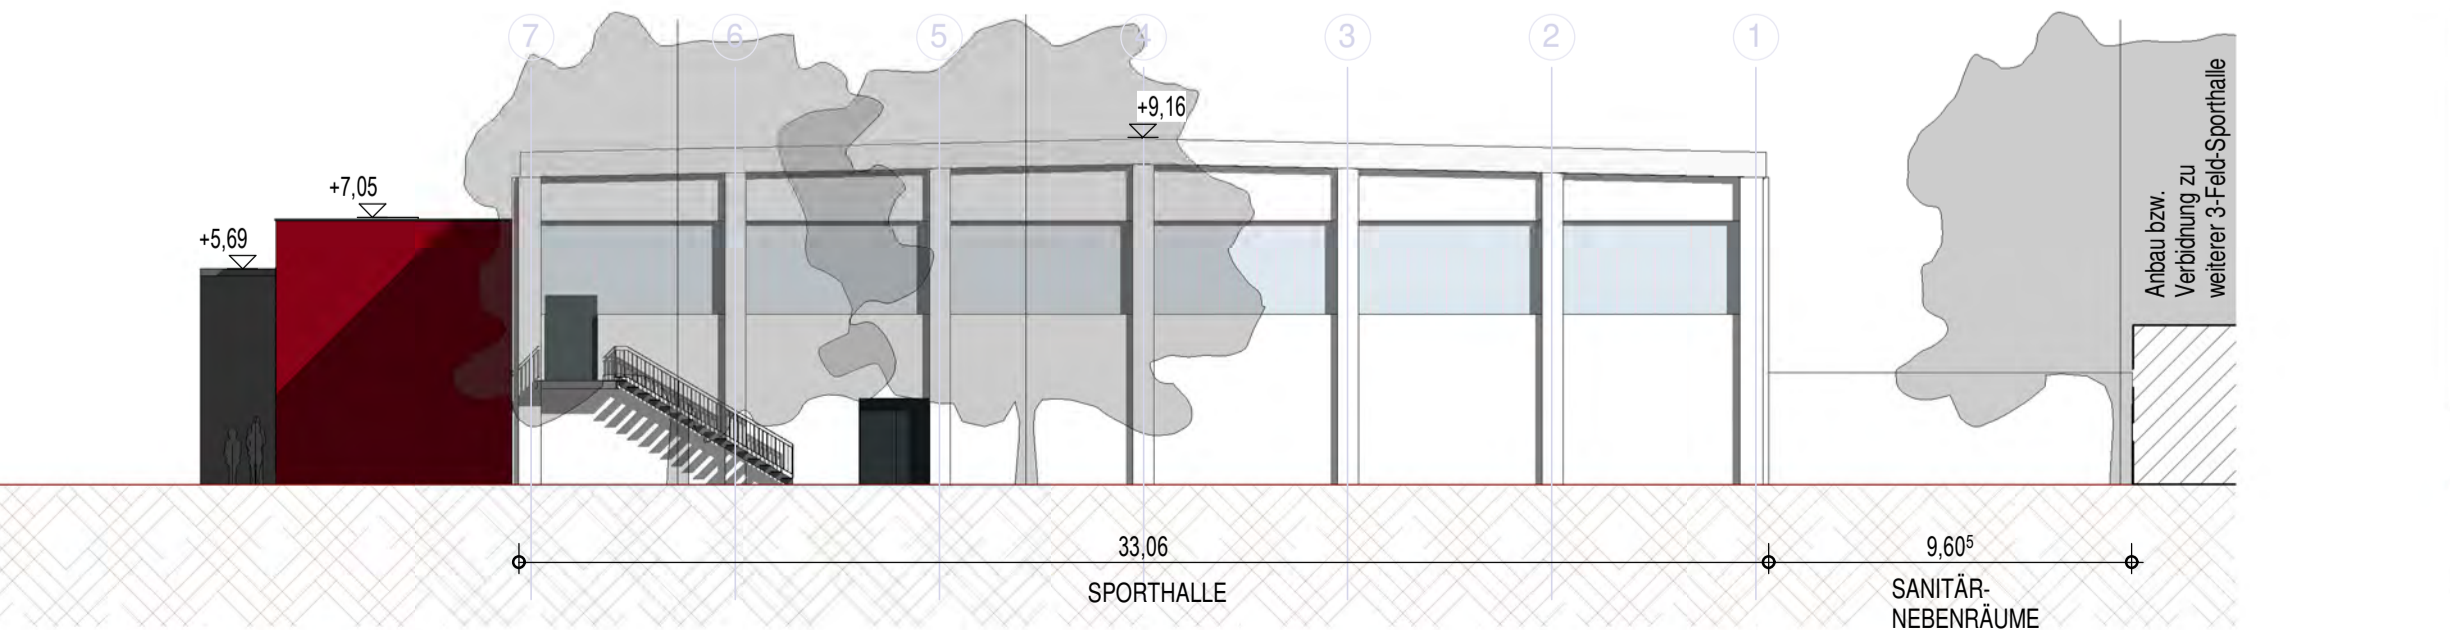 7 6 5 4 3 2 1
+9,16
+7,05
+5,69
Anbau bzw.
Verbidnung zu
weiterer 3-Feld-Sporthalle
33,06
9,60⁵
SPORTHALLE
SANITÄR-
NEBENRÄUME